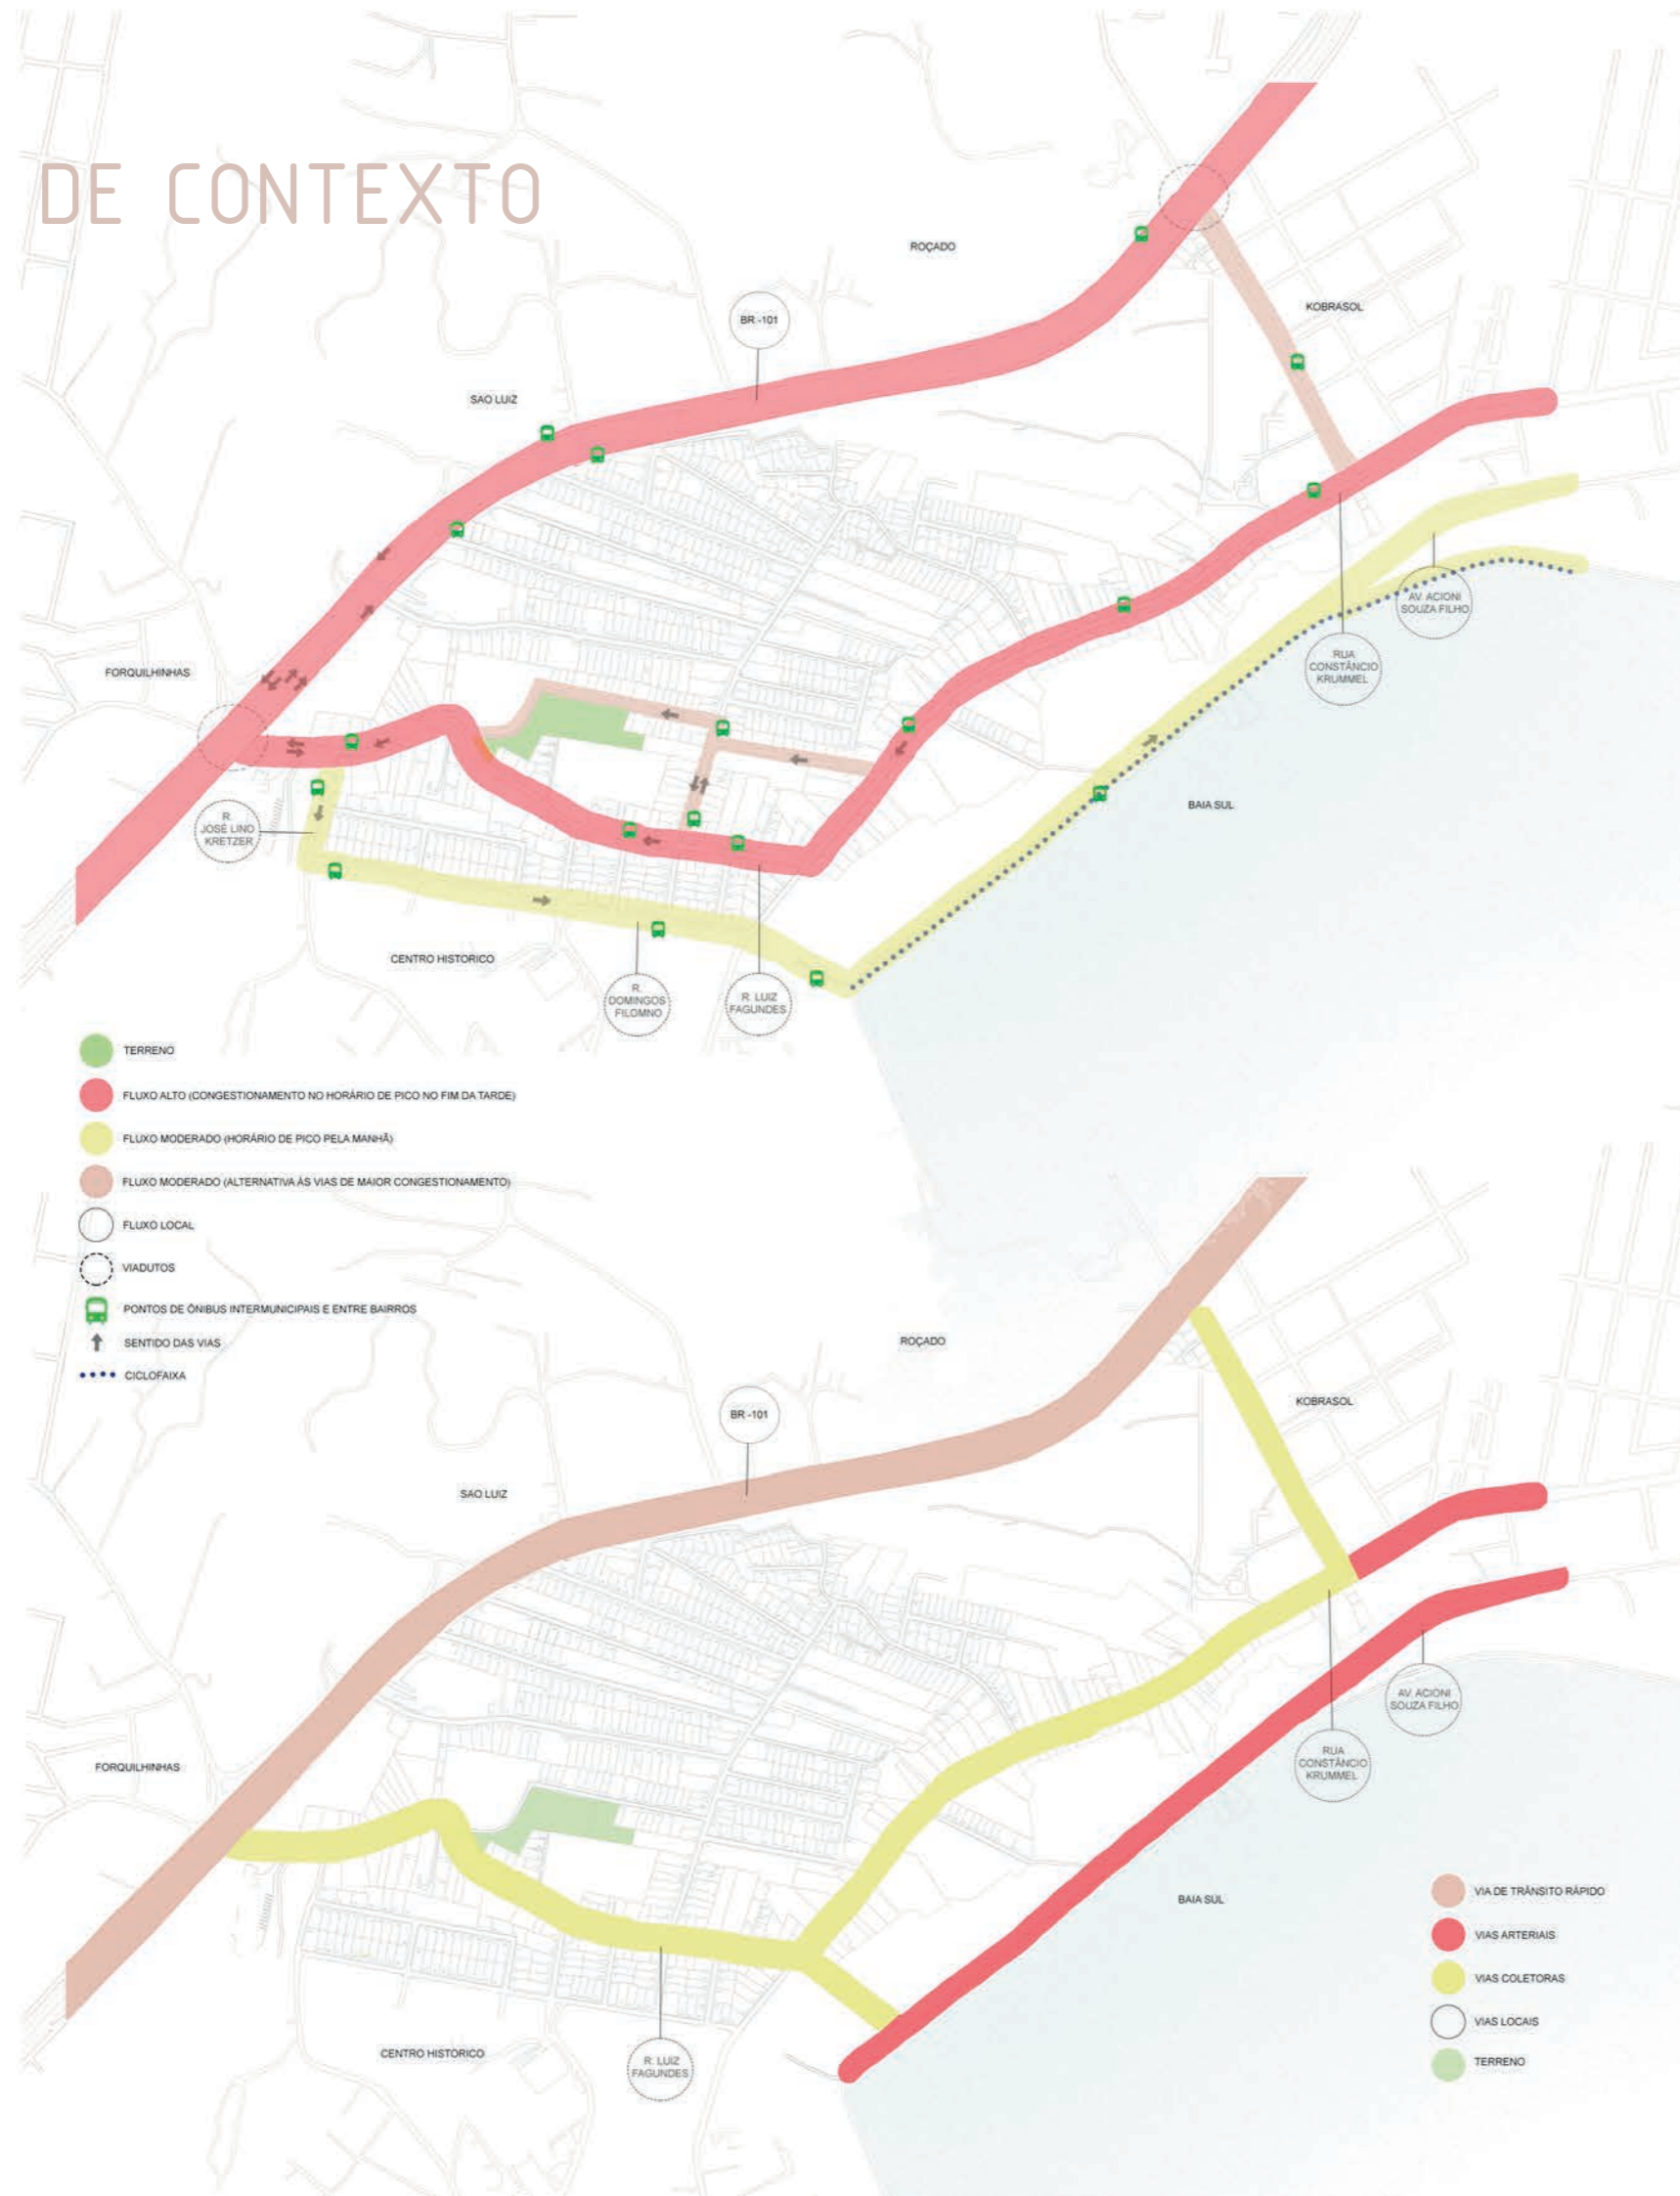 DE CONTEXTO
ROÇADO
KOBRASOL
BR -101
SAO LUIZ
AV. ACIONI
SOUZA FILHO
RUA
CONSTÂNCIO
KRUMMEL
FORQUILHINHAS
BAIA SUL
R.
JOSÉ LINO
KRETZER
CENTRO HISTORICO
R.
DOMINGOS
FILOMNO
R. LUIZ
FAGUNDES
TERRENO
FLUXO ALTO (CONGESTIONAMENTO NO HORÁRIO DE PICO NO FIM DA TARDE)
FLUXO MODERADO (HORÁRIO DE PICO PELA MANHÃ)
FLUXO MODERADO (ALTERNATIVA ÀS VIAS DE MAIOR CONGESTIONAMENTO)
FLUXO LOCAL
VIADUTOS
PONTOS DE ÔNIBUS INTERMUNICIPAIS E ENTRE BAIRROS
SENTIDO DAS VIAS
CICLOFAIXA
ROÇADO
KOBRASOL
BR -101
SAO LUIZ
AV. ACIONI
SOUZA FILHO
RUA
CONSTÂNCIO
KRUMMEL
FORQUILHINHAS
BAIA SUL
CENTRO HISTORICO
R. LUIZ
FAGUNDES
VIA DE TRÂNSITO RÁPIDO
VIAS ARTERIAIS
VIAS COLETORAS
VIAS LOCAIS
TERRENO